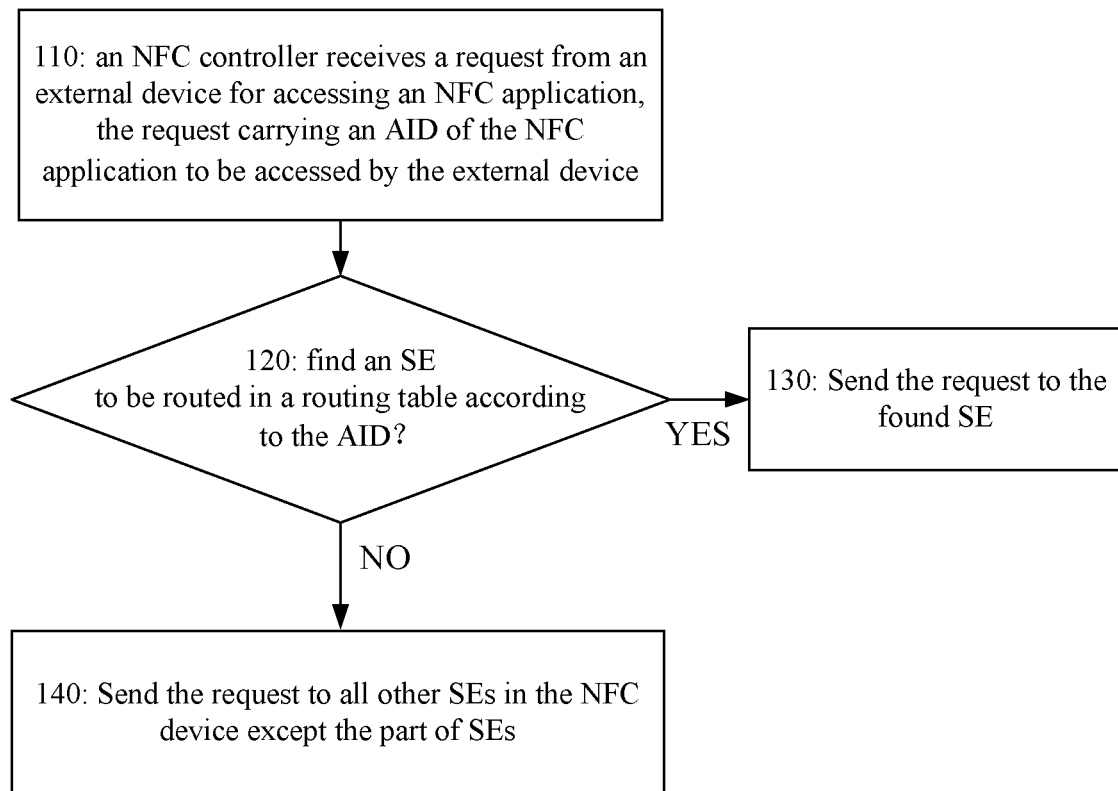 110: an NFC controller receives a request from an
external device for accessing an NFC application,
the request carrying an AID of the NFC
application to be accessed by the external device
120: find an SE
to be routed in a routing table according
to the AID?
YES
130: Send the request to the
found SE
NO
140: Send the request to all other SEs in the NFC
device except the part of SEs